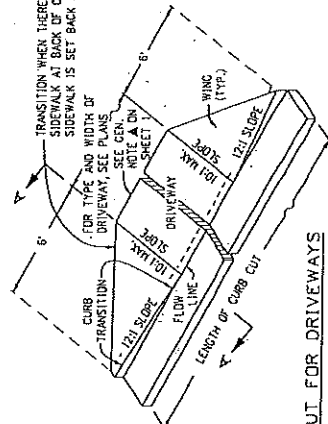 TRANSITION WHEN THERE
SIDEWALK AT BACK OF C
SIDEWALK IS SET BACK
A
6'
6'
FOR TYPE AND WIDTH OF
DRIVEWAY, SEE PLANS
SEE GEN.
NOTE ▲ ON
SHEET 1.
CURB
TRANSITION
12:1 SLOPE
10:1 MAX.
SLOPE
DRIVEWAY
10:1 MAX.
SLOPE
WING
(TYP.)
12:1 SLOPE
FLOW
LINE
LENGTH OF CURB CUT
A
UT FOR DRIVEWAYS